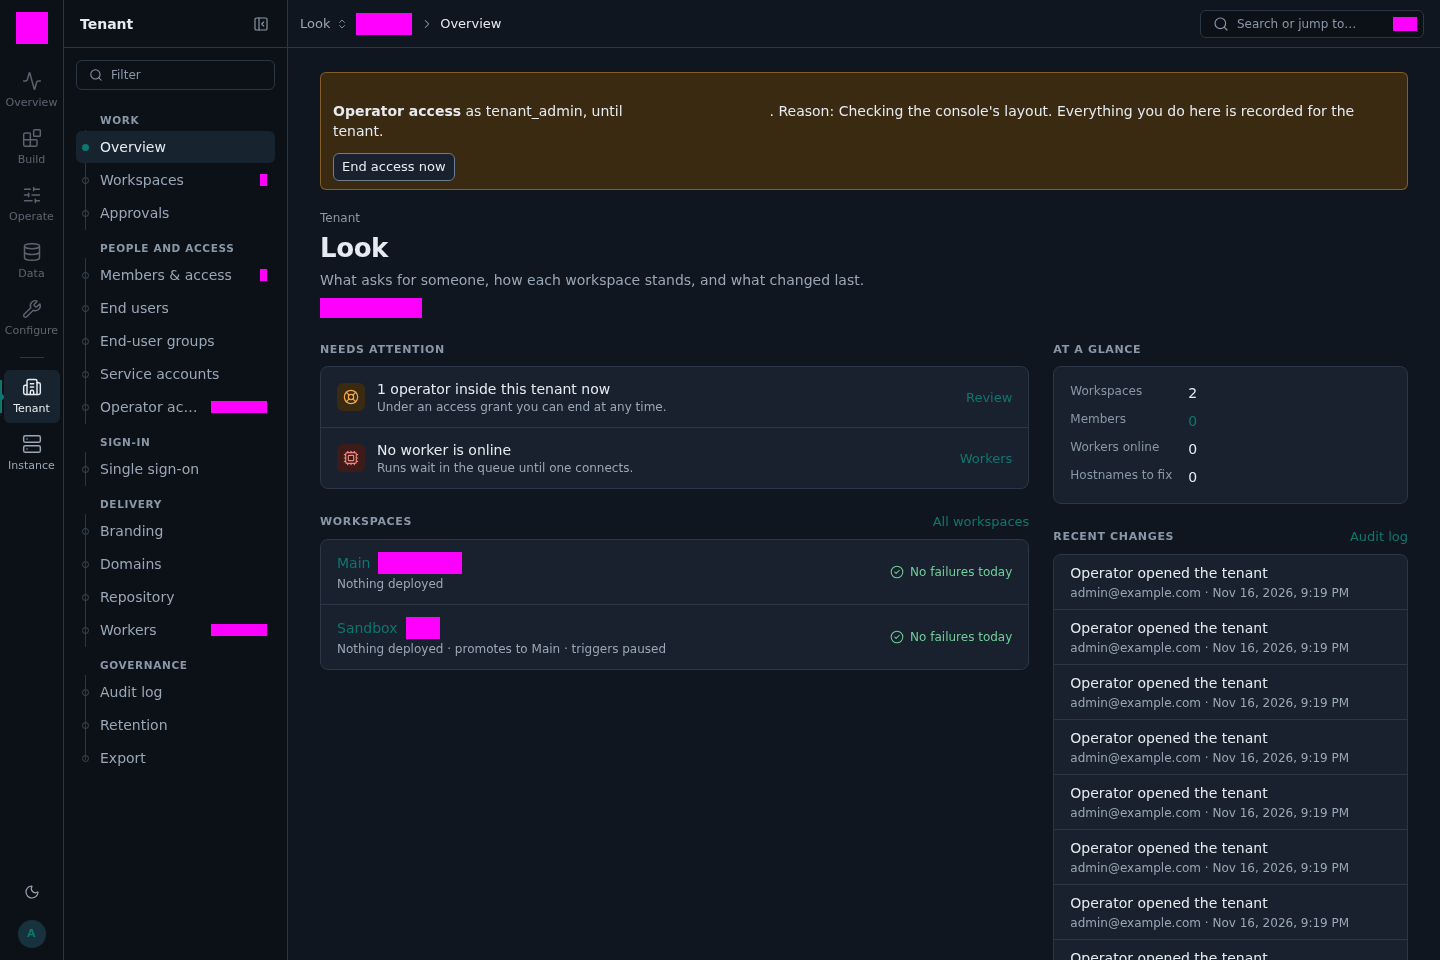 Tenant
Look
Overview
Search or jump to…
Overview
Build
Operate
Data
Configure
Tenant
Instance
A
Filter
WORK
Overview
Workspaces
Approvals
PEOPLE AND ACCESS
Members & access
End users
End-user groups
Service accounts
Operator ac…
SIGN-IN
Single sign-on
DELIVERY
Branding
Domains
Repository
Workers
GOVERNANCE
Audit log
Retention
Export
Operator access as tenant_admin, until . Reason: Checking the console's layout. Everything you do here is recorded for the
tenant.
End access now
Tenant
Look
What asks for someone, how each workspace stands, and what changed last.
NEEDS ATTENTION
1 operator inside this tenant now
Under an access grant you can end at any time.
Review
No worker is online
Runs wait in the queue until one connects.
Workers
WORKSPACES
All workspaces
Main
Nothing deployed
No failures today
Sandbox
Nothing deployed · promotes to Main · triggers paused
No failures today
AT A GLANCE
Workspaces 2
Members 0
Workers online 0
Hostnames to fix 0
RECENT CHANGES
Audit log
Operator opened the tenant
admin@example.com · Nov 16, 2026, 9:19 PM
Operator opened the tenant
admin@example.com · Nov 16, 2026, 9:19 PM
Operator opened the tenant
admin@example.com · Nov 16, 2026, 9:19 PM
Operator opened the tenant
admin@example.com · Nov 16, 2026, 9:19 PM
Operator opened the tenant
admin@example.com · Nov 16, 2026, 9:19 PM
Operator opened the tenant
admin@example.com · Nov 16, 2026, 9:19 PM
Operator opened the tenant
admin@example.com · Nov 16, 2026, 9:19 PM
Operator opened the tenant